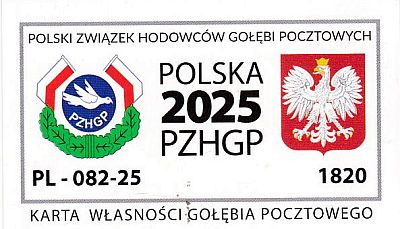 POLSKI ZWIĄZEK HODOWCÓW GOŁĘBI POCZTOWYCH
POLSKA
2025
PZHGP
PZHGP
PL - 082-25
1820
KARTA WŁASNOŚCI GOŁĘBIA POCZTOWEGO